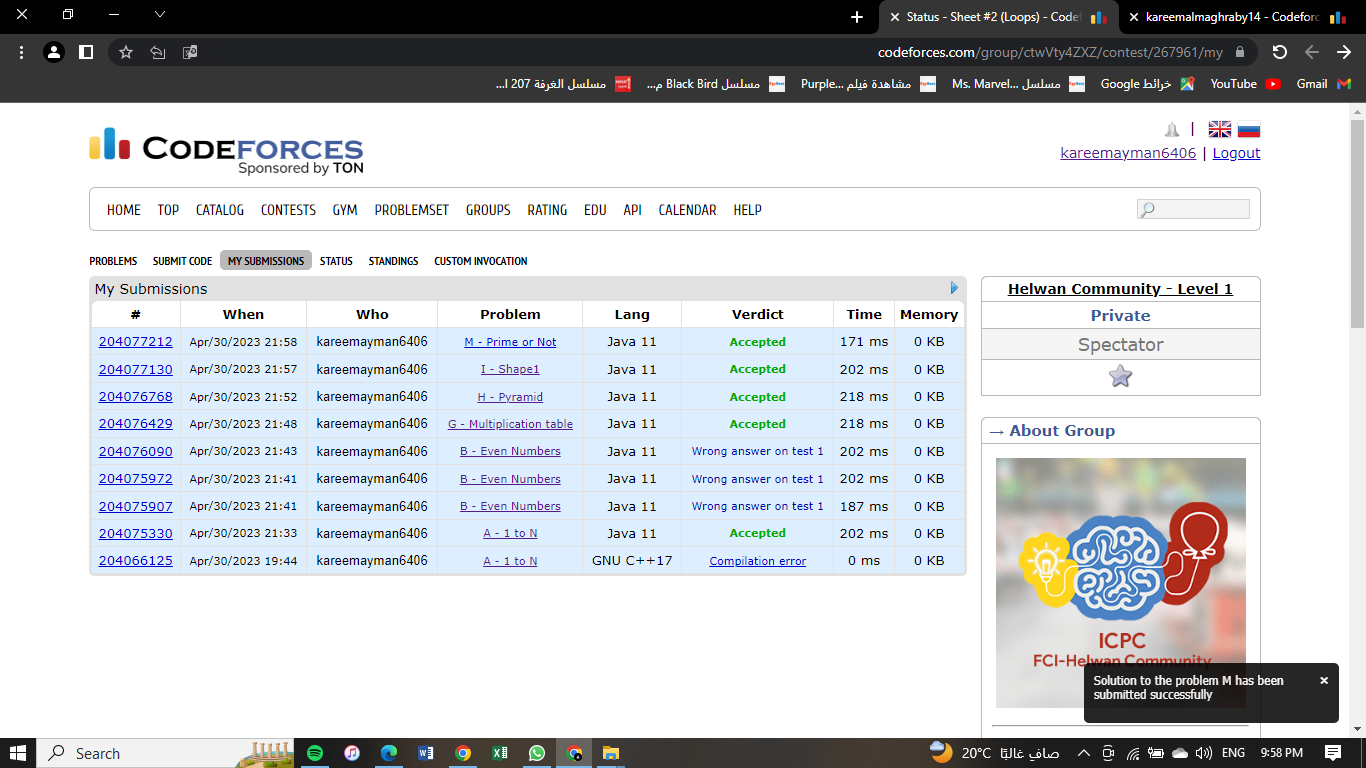 Status - Sheet #2 (Loops) - Codef
kareemalmaghraby14 - Codeforc
codeforces.com/group/ctwVty4ZXZ/contest/267961/my
مسلسل الغرفة 207 ا...
مسلسل Black Bird م...
مشاهدة فيلم Purple...
مسلسل Ms. Marvel...
خرائط Google
YouTube
Gmail
CODEFORCES
Sponsored by TON
kareemayman6406 | Logout
HOME TOP CATALOG CONTESTS GYM PROBLEMSET GROUPS RATING EDU API CALENDAR HELP
PROBLEMS SUBMIT CODE MY SUBMISSIONS STATUS STANDINGS CUSTOM INVOCATION
My Submissions
# When Who Problem Lang Verdict Time Memory
204077212 Apr/30/2023 21:58 kareemayman6406 M - Prime or Not Java 11 Accepted 171 ms 0 KB
204077130 Apr/30/2023 21:57 kareemayman6406 I - Shape1 Java 11 Accepted 202 ms 0 KB
204076768 Apr/30/2023 21:52 kareemayman6406 H - Pyramid Java 11 Accepted 218 ms 0 KB
204076429 Apr/30/2023 21:48 kareemayman6406 G - Multiplication table Java 11 Accepted 218 ms 0 KB
204076090 Apr/30/2023 21:43 kareemayman6406 B - Even Numbers Java 11 Wrong answer on test 1 202 ms 0 KB
204075972 Apr/30/2023 21:41 kareemayman6406 B - Even Numbers Java 11 Wrong answer on test 1 202 ms 0 KB
204075907 Apr/30/2023 21:41 kareemayman6406 B - Even Numbers Java 11 Wrong answer on test 1 187 ms 0 KB
204075330 Apr/30/2023 21:33 kareemayman6406 A - 1 to N Java 11 Accepted 202 ms 0 KB
204066125 Apr/30/2023 19:44 kareemayman6406 A - 1 to N GNU C++17 Compilation error 0 ms 0 KB
Helwan Community - Level 1
Private
Spectator
→ About Group
ICPC
FCI-Helwan Community
Solution to the problem M has been
submitted successfully
Search
20°C صافٍ غالبًا
ENG
9:58 PM